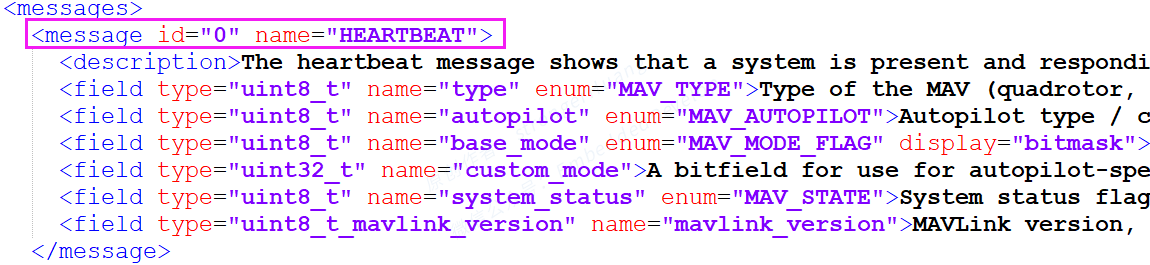 <messages>
<message id="0" name="HEARTBEAT">
<description>The heartbeat message shows that a system is present and respondi
<field type="uint8_t" name="type" enum="MAV_TYPE">Type of the MAV (quadrotor,
<field type="uint8_t" name="autopilot" enum="MAV_AUTOPILOT">Autopilot type / c
<field type="uint8_t" name="base_mode" enum="MAV_MODE_FLAG" display="bitmask">
<field type="uint32_t" name="custom_mode">A bitfield for use for autopilot-spe
<field type="uint8_t" name="system_status" enum="MAV_STATE">System status flag
<field type="uint8_t_mavlink_version" name="mavlink_version">MAVLink version,
</message>